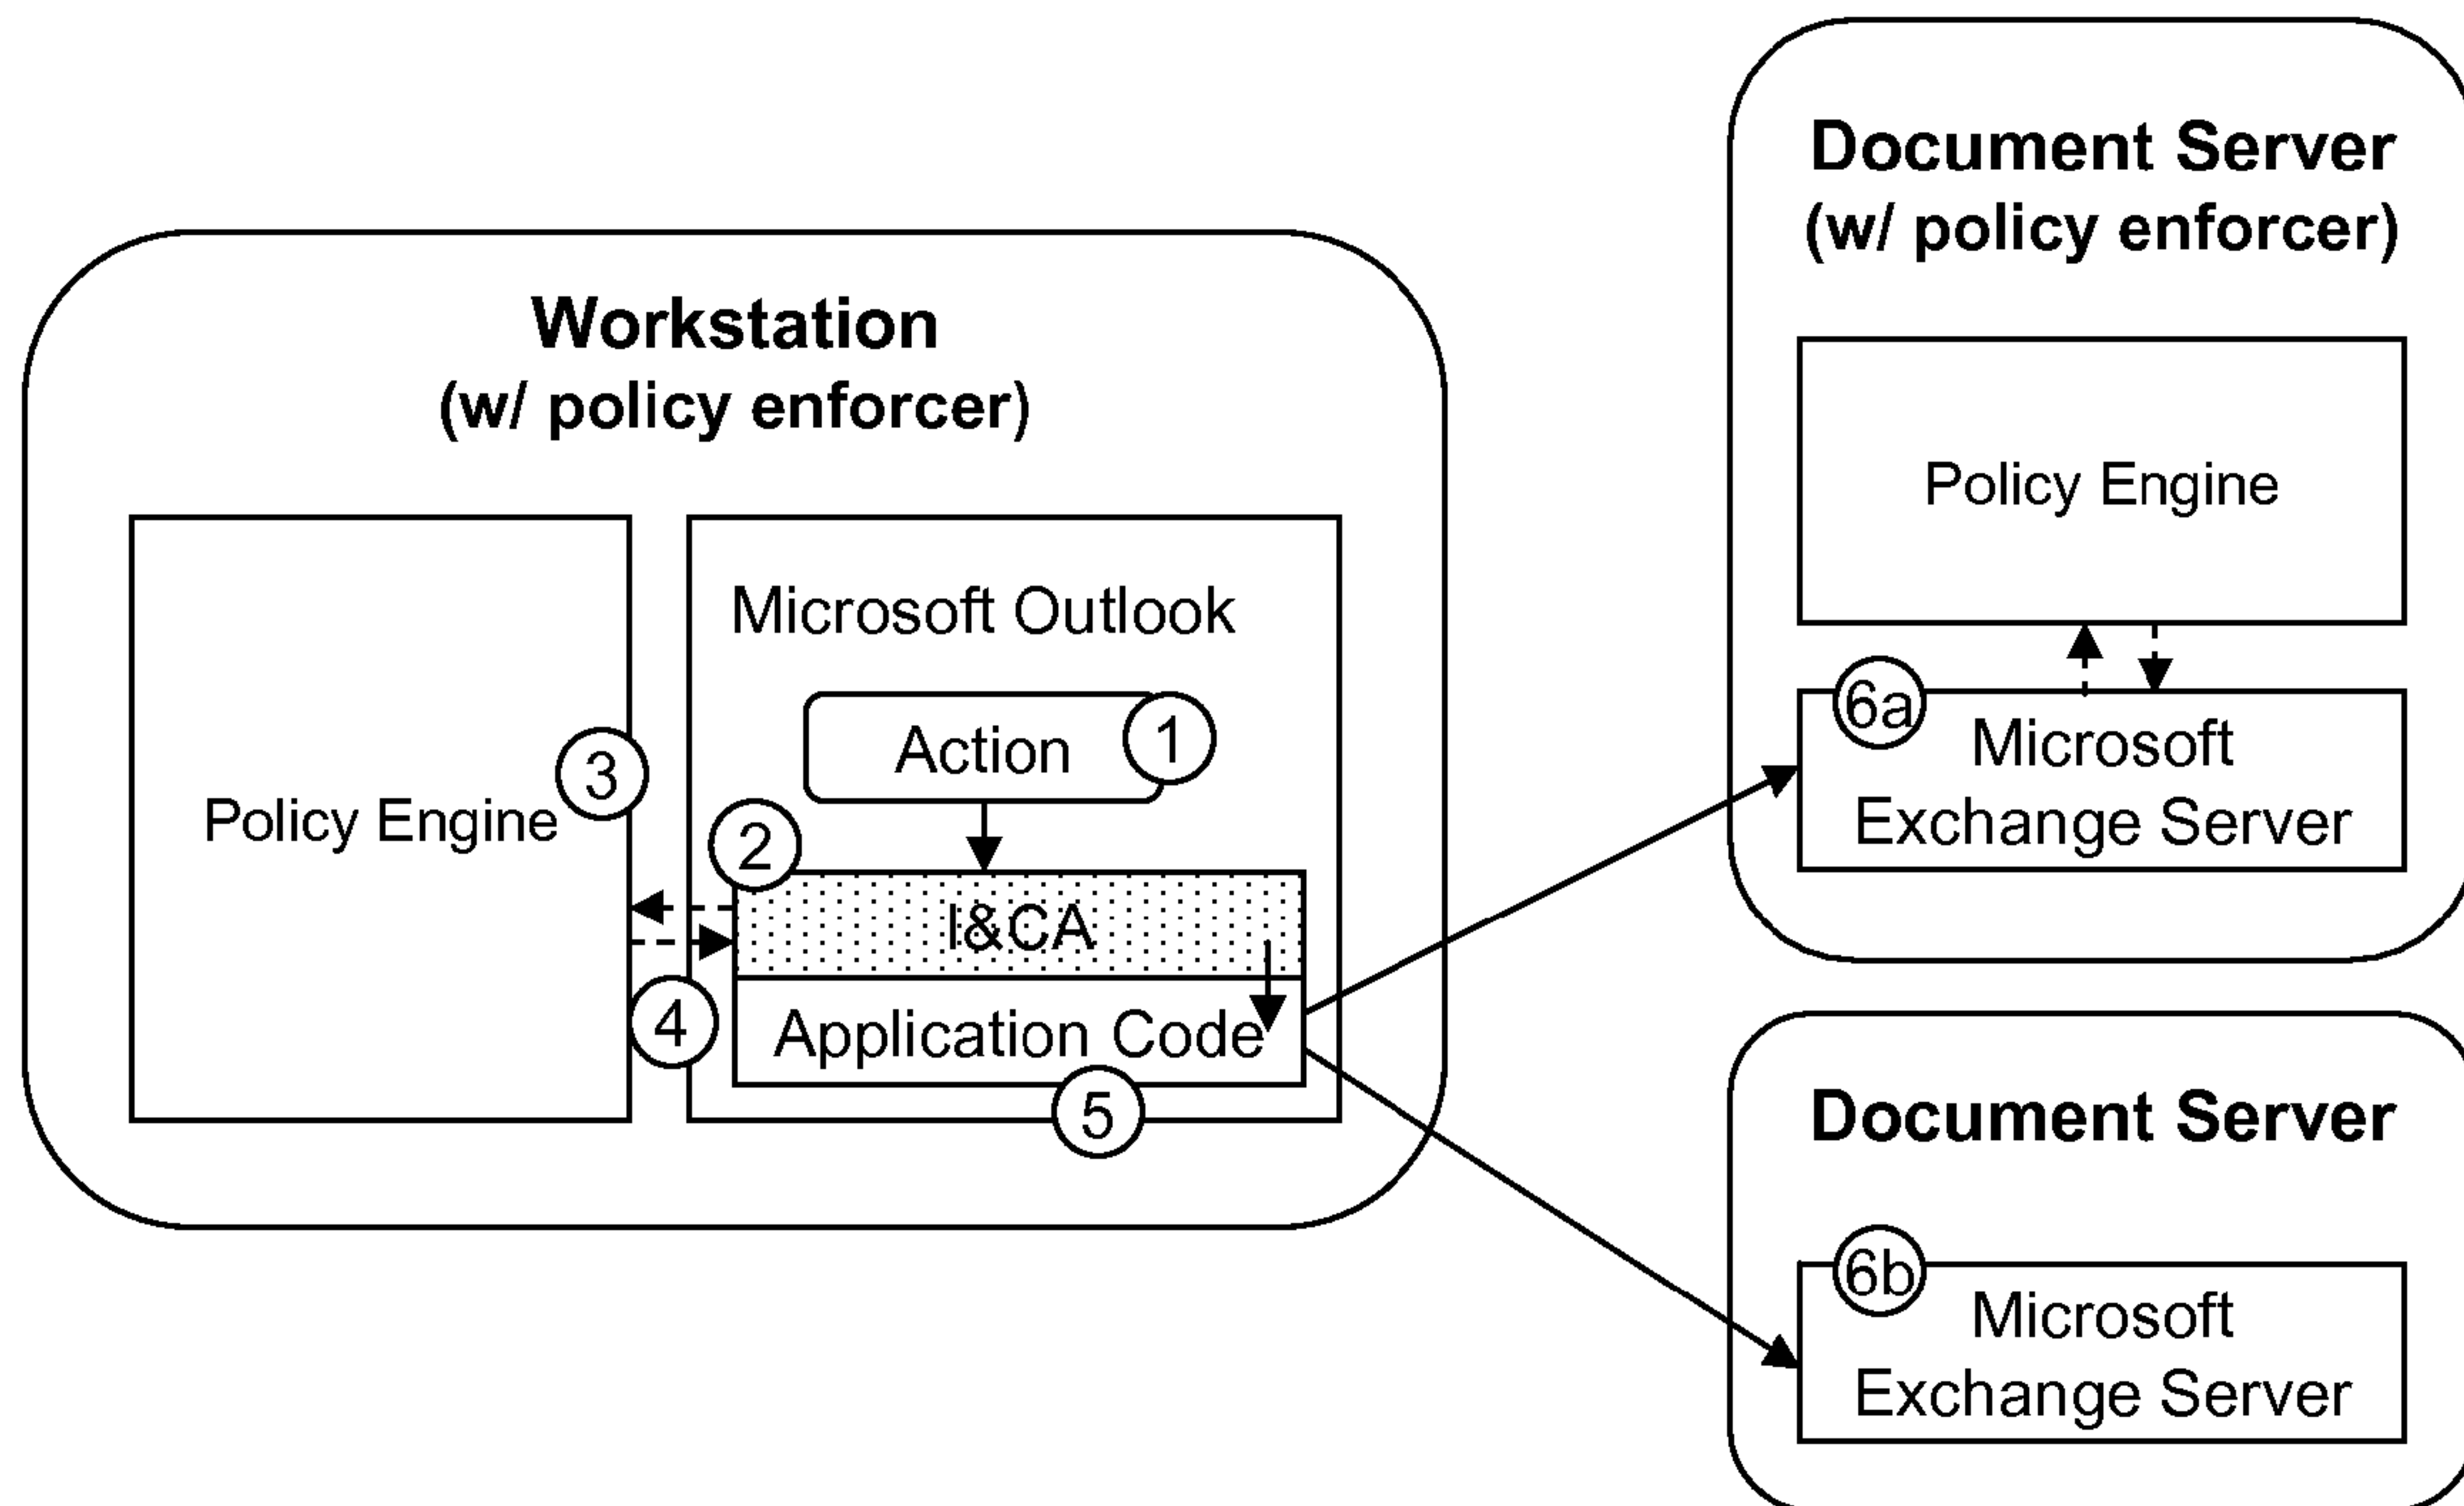 Workstation
(w/ policy enforcer)
Policy Engine
3
Microsoft Outlook
Action
1
2
I&CA
4
Application Code
5
Document Server
(w/ policy enforcer)
Policy Engine
6a
Microsoft
Exchange Server
Document Server
6b
Microsoft
Exchange Server